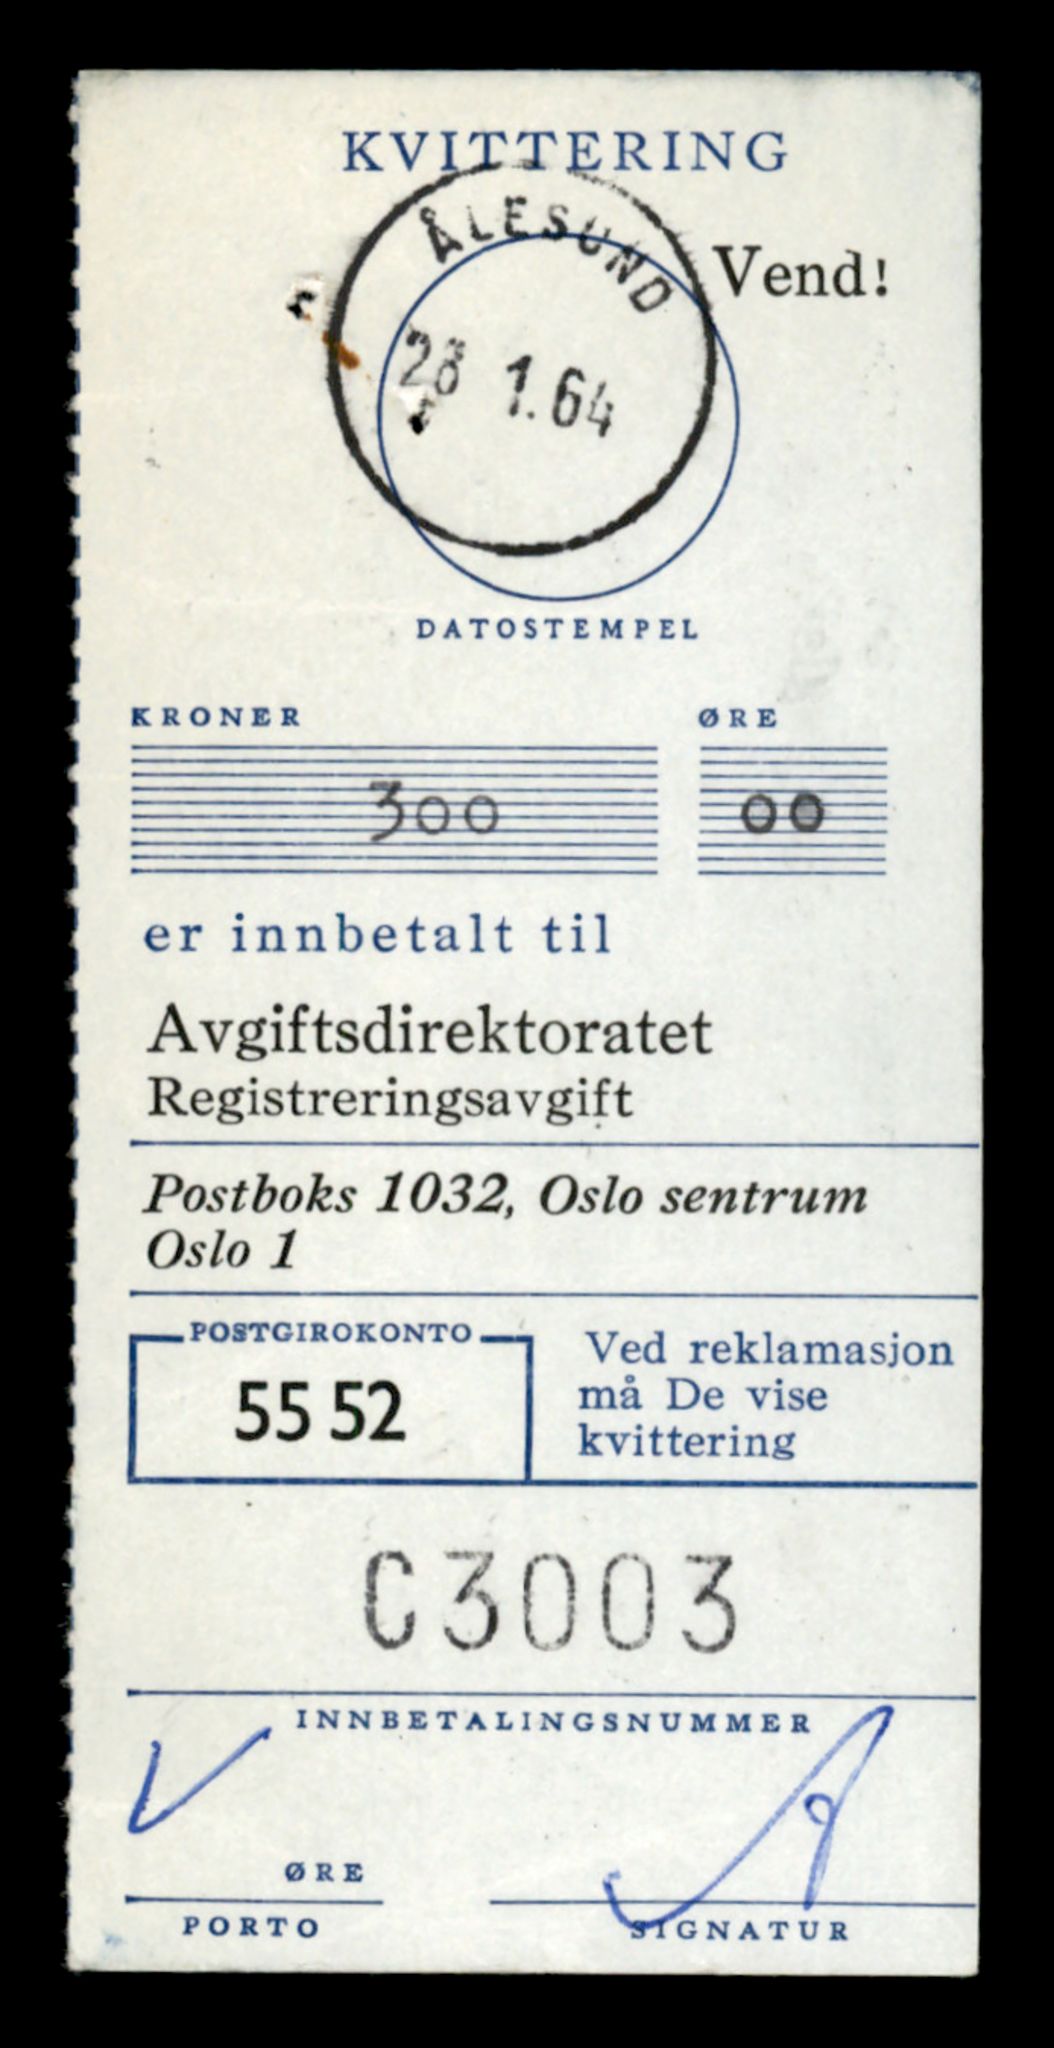 KVITTERING
ÅLESUND
Vend!
28 1.64
DATOSTEMPEL
KRONER ØRE
300 00
er innbetalt til
Avgiftsdirektoratet
Registreringsavgift
Postboks 1032, Oslo sentrum
Oslo 1
POSTGIROKONTO
55 52
Ved reklamasjon
må De vise
kvittering
C3003
INNBETALINGSNUMMER
ØRE
PORTO
SIGNATUR